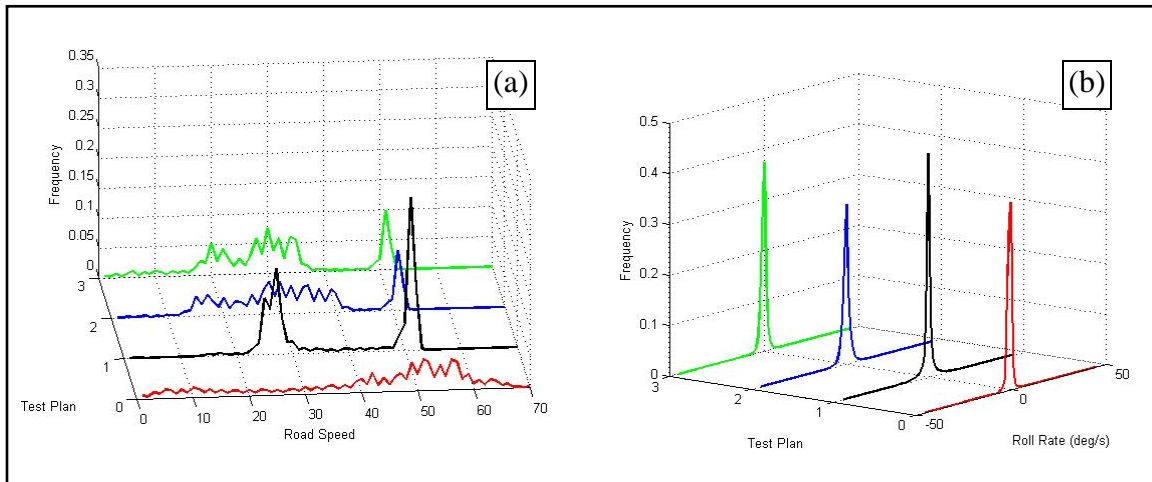 (a)
0.35
0.3
0.25
0.2
0.15
0.1
0.05
0
Frequency
3
2
1
0
Test Plan
0 10 20 30 40 50 60 70
Road Speed
(b)
0.5
0.4
0.3
0.2
0.1
0
Frequency
3
2
1
0
Test Plan
-50
0
50
Roll Rate (deg/s)